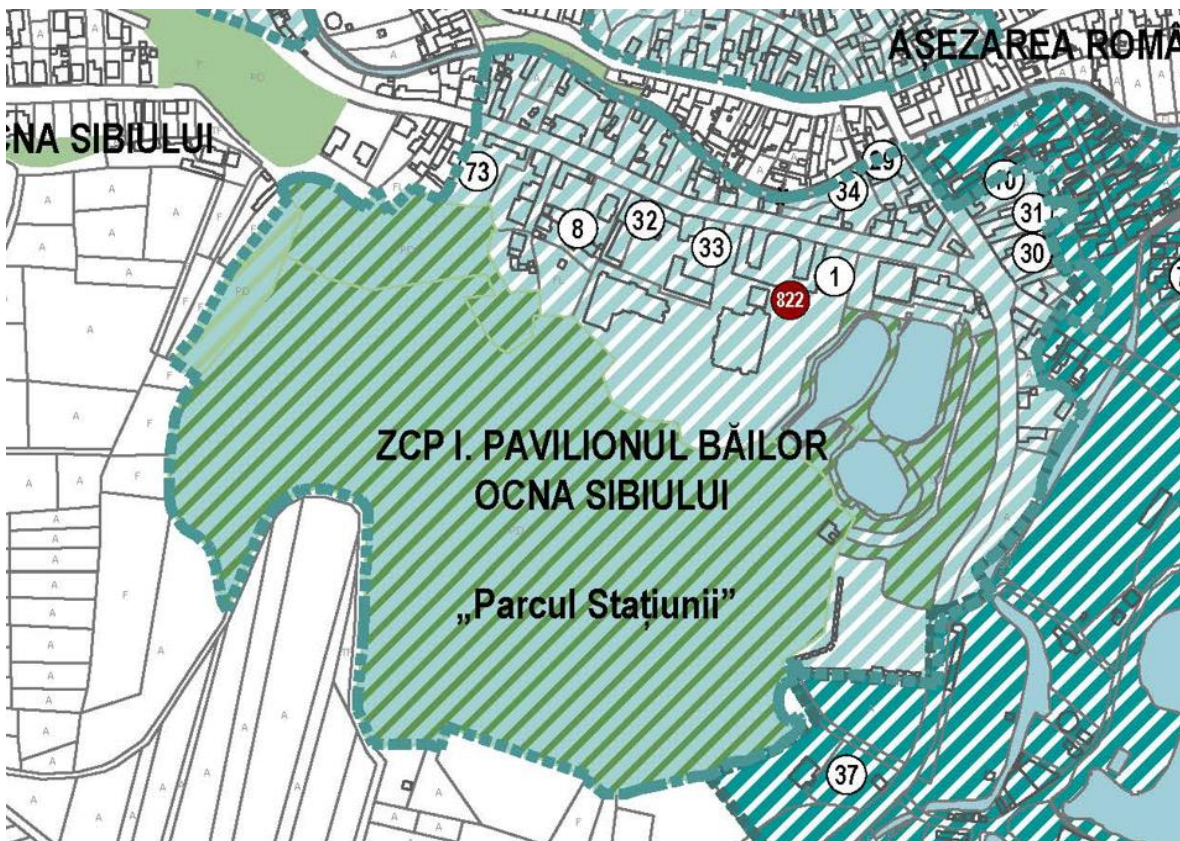 AȘEZAREA ROMÂ
CNA SIBIULUI
73
8
32
33
1
822
34
29
10
31
30
ZCP I. PAVILIONUL BĂILOR
OCNA SIBIULUI
„Parcul Stațiunii”
37